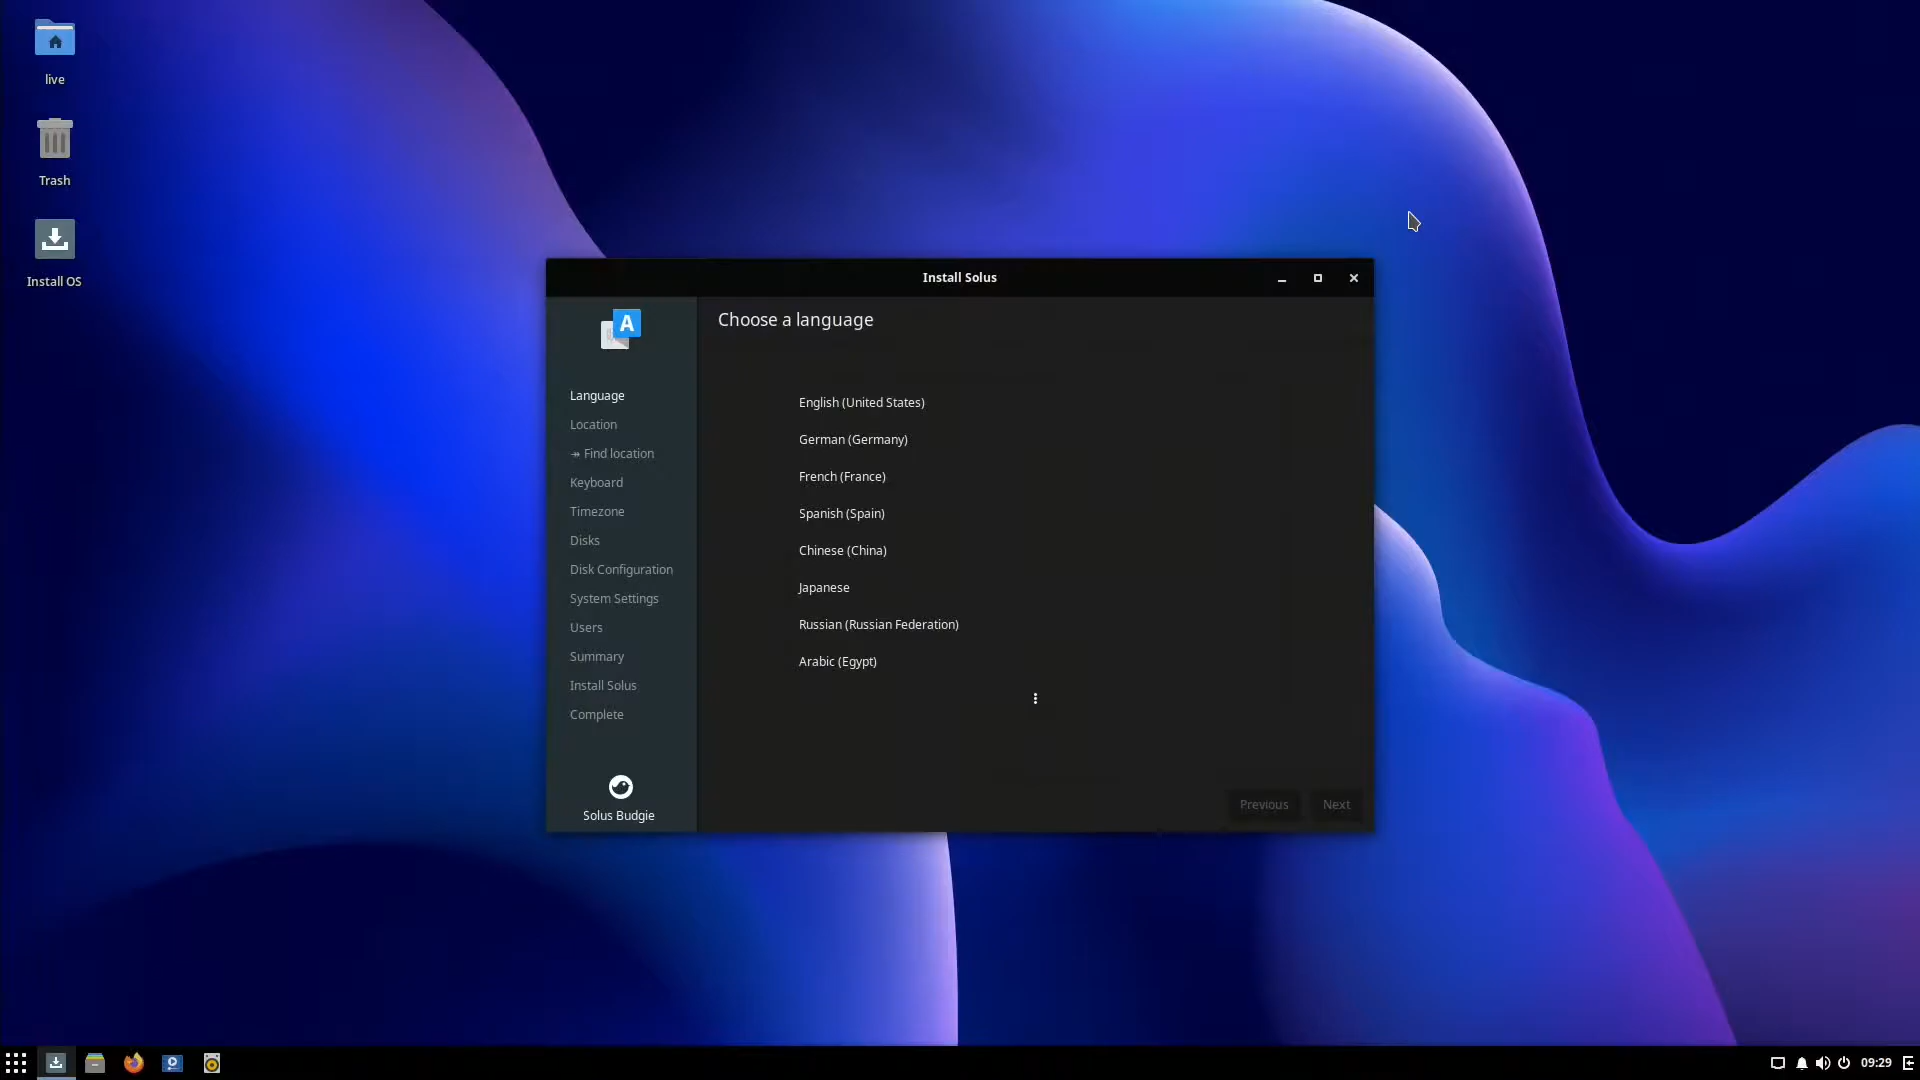 live
Trash
Install OS
Install Solus
A
Choose a language
Language
Location
↠ Find location
Keyboard
Timezone
Disks
Disk Configuration
System Settings
Users
Summary
Install Solus
Complete
Solus Budgie
English (United States)
German (Germany)
French (France)
Spanish (Spain)
Chinese (China)
Japanese
Russian (Russian Federation)
Arabic (Egypt)
Previous
Next
09:29